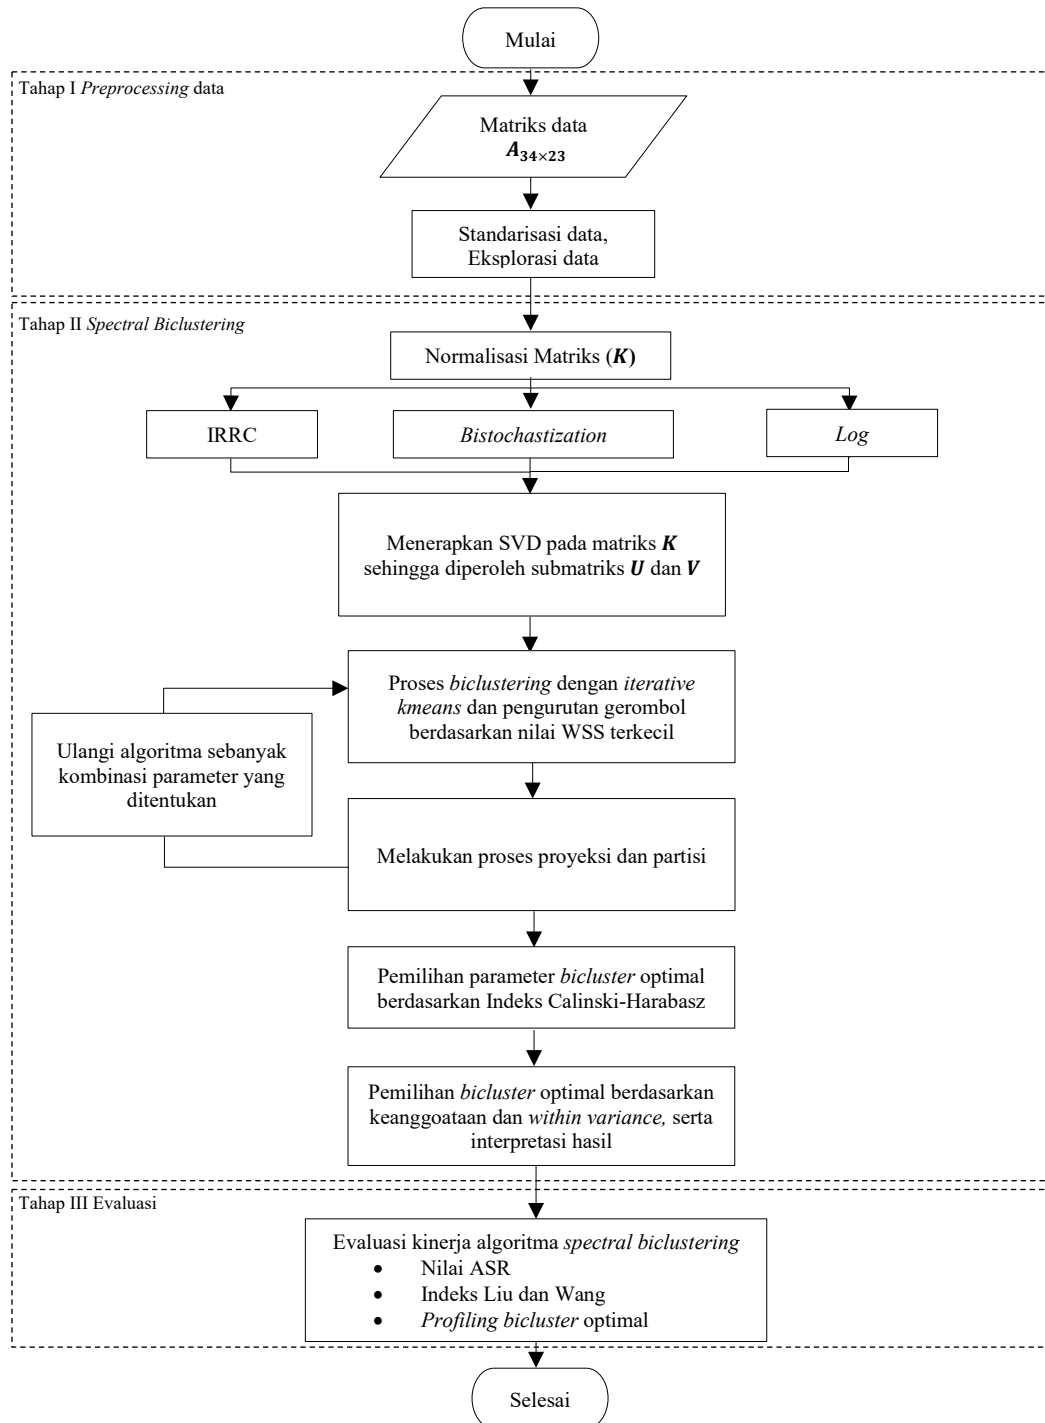 Mulai
Tahap I Preprocessing data
Matriks data
A34×23
Standarisasi data,
Eksplorasi data
Tahap II Spectral Biclustering
Normalisasi Matriks (K)
IRRC
Bistochastization
Log
Menerapkan SVD pada matriks K
sehingga diperoleh submatriks U dan V
Proses biclustering dengan iterative
kmeans dan pengurutan gerombol
berdasarkan nilai WSS terkecil
Ulangi algoritma sebanyak
kombinasi parameter yang
ditentukan
Melakukan proses proyeksi dan partisi
Pemilihan parameter bicluster optimal
berdasarkan Indeks Calinski-Harabasz
Pemilihan bicluster optimal berdasarkan
keanggoataan dan within variance, serta
interpretasi hasil
Tahap III Evaluasi
Evaluasi kinerja algoritma spectral biclustering
• Nilai ASR
• Indeks Liu dan Wang
• Profiling bicluster optimal
Selesai